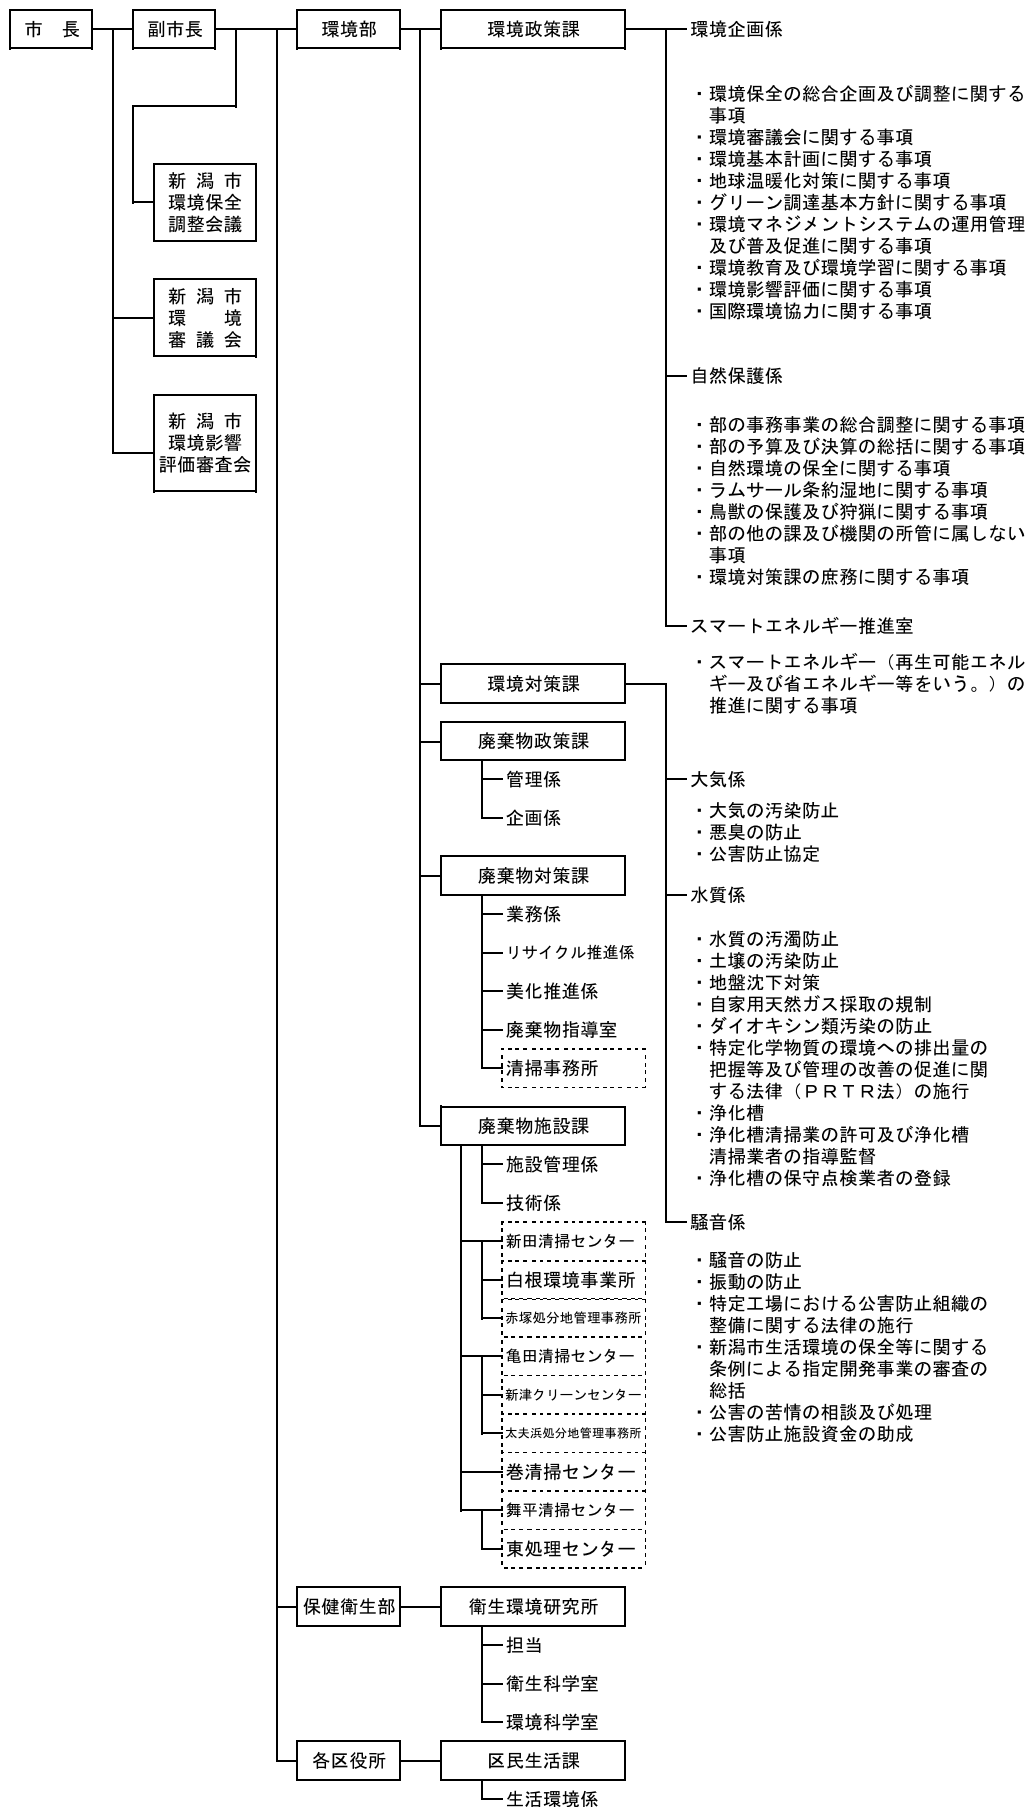 市　長
副市長
環境部
環境政策課
環境企画係
・環境保全の総合企画及び調整に関する
事項
・環境審議会に関する事項
・環境基本計画に関する事項
・地球温暖化対策に関する事項
・グリーン調達基本方針に関する事項
・環境マネジメントシステムの運用管理
及び普及促進に関する事項
・環境教育及び環境学習に関する事項
・環境影響評価に関する事項
・国際環境協力に関する事項
新 潟 市
環境保全
調整会議
新 潟 市
環　　境
審 議 会
新 潟 市
環境影響
評価審査会
自然保護係
・部の事務事業の総合調整に関する事項
・部の予算及び決算の総括に関する事項
・自然環境の保全に関する事項
・ラムサール条約湿地に関する事項
・鳥獣の保護及び狩猟に関する事項
・部の他の課及び機関の所管に属しない
事項
・環境対策課の庶務に関する事項
スマートエネルギー推進室
・スマートエネルギー（再生可能エネル
ギー及び省エネルギー等をいう。）の
推進に関する事項
環境対策課
大気係
・大気の汚染防止
・悪臭の防止
・公害防止協定
水質係
・水質の汚濁防止
・土壌の汚染防止
・地盤沈下対策
・自家用天然ガス採取の規制
・ダイオキシン類汚染の防止
・特定化学物質の環境への排出量の
把握等及び管理の改善の促進に関
する法律（ＰＲＴＲ法）の施行
・浄化槽
・浄化槽清掃業の許可及び浄化槽
清掃業者の指導監督
・浄化槽の保守点検業者の登録
騒音係
・騒音の防止
・振動の防止
・特定工場における公害防止組織の
整備に関する法律の施行
・新潟市生活環境の保全等に関する
条例による指定開発事業の審査の
総括
・公害の苦情の相談及び処理
・公害防止施設資金の助成
廃棄物政策課
管理係
企画係
廃棄物対策課
業務係
リサイクル推進係
美化推進係
廃棄物指導室
清掃事務所
廃棄物施設課
施設管理係
技術係
新田清掃センター
白根環境事業所
赤塚処分地管理事務所
亀田清掃センター
新津クリーンセンター
太夫浜処分地管理事務所
巻清掃センター
舞平清掃センター
東処理センター
保健衛生部
衛生環境研究所
担当
衛生科学室
環境科学室
各区役所
区民生活課
生活環境係